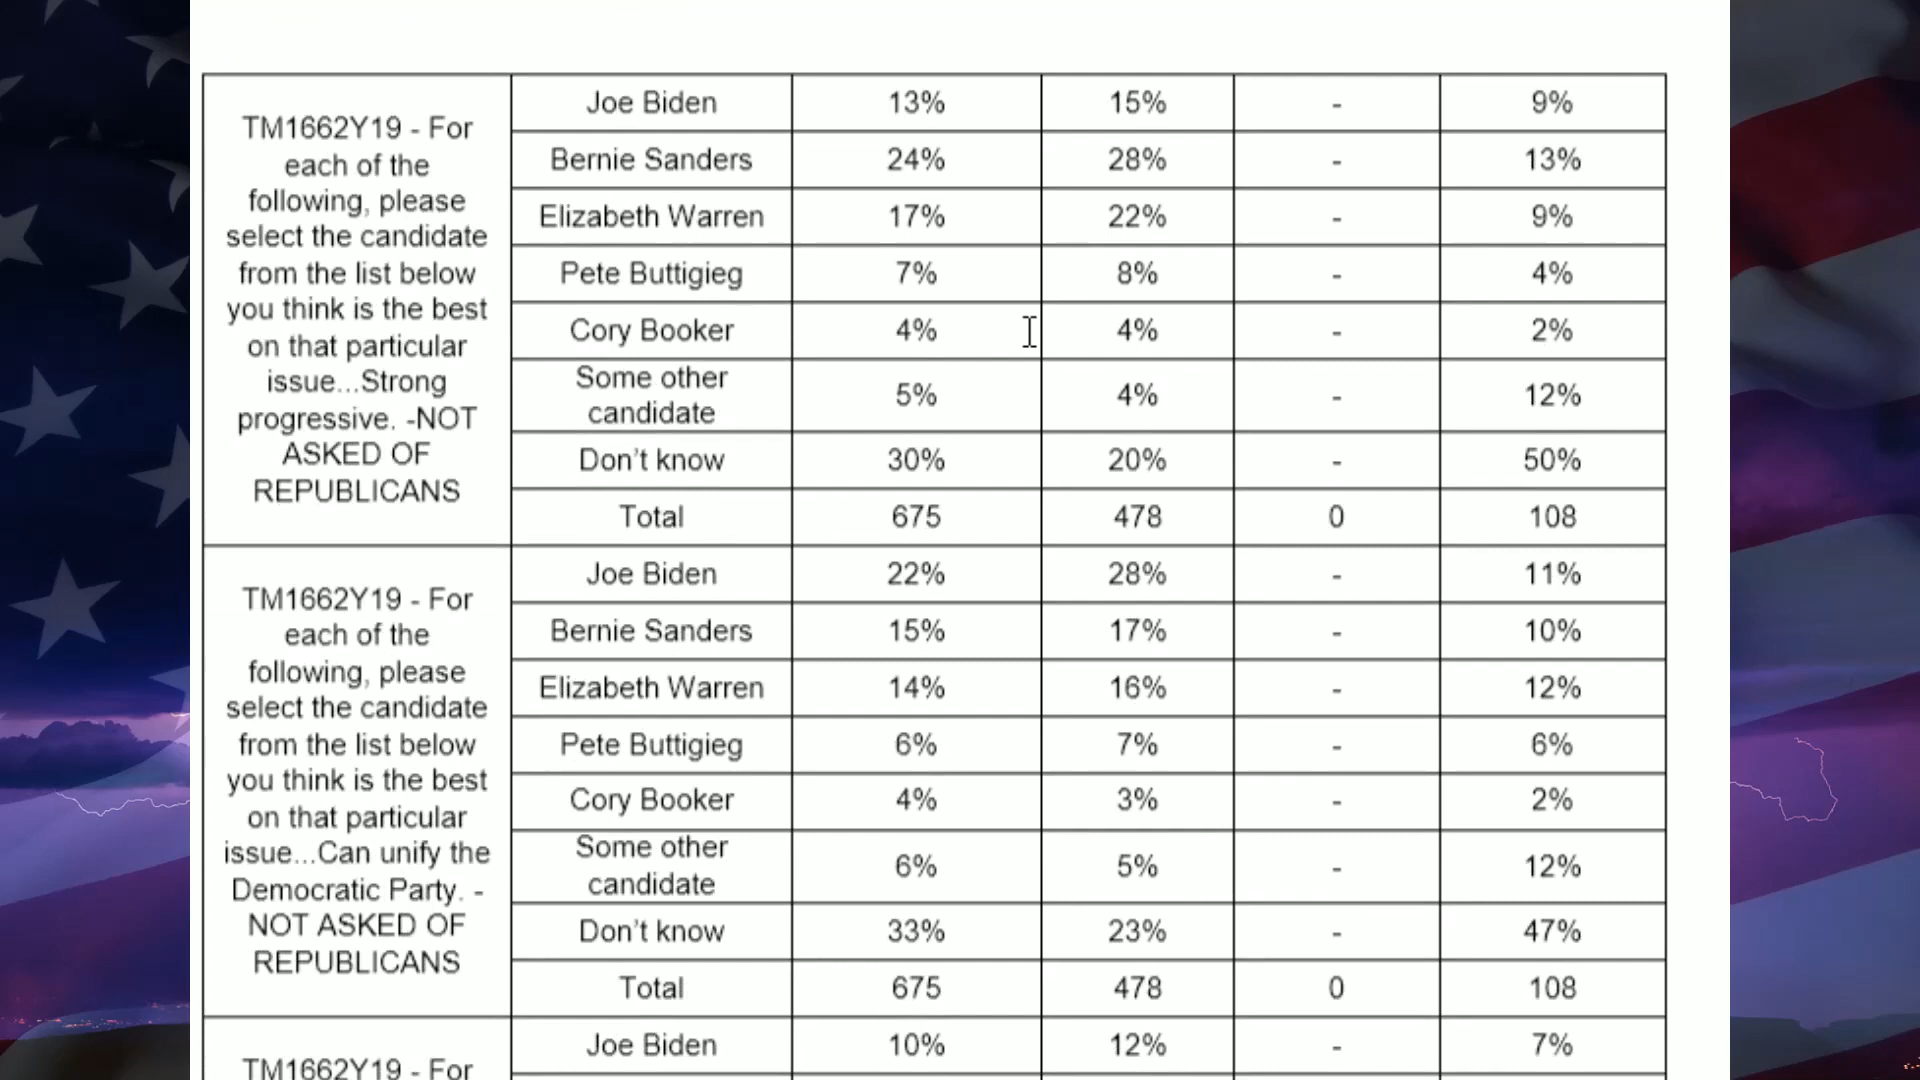 TM1662Y19 - For
each of the
following, please
select the candidate
from the list below
you think is the best
on that particular
issue...Strong
progressive. -NOT
ASKED OF
REPUBLICANS
Joe Biden 13% 15% - 9%
Bernie Sanders 24% 28% - 13%
Elizabeth Warren 17% 22% - 9%
Pete Buttigieg 7% 8% - 4%
Cory Booker 4% 4% - 2%
Some other
candidate 5% 4% - 12%
Don't know 30% 20% - 50%
Total 675 478 0 108
TM1662Y19 - For
each of the
following, please
select the candidate
from the list below
you think is the best
on that particular
issue...Can unify the
Democratic Party. -
NOT ASKED OF
REPUBLICANS
Joe Biden 22% 28% - 11%
Bernie Sanders 15% 17% - 10%
Elizabeth Warren 14% 16% - 12%
Pete Buttigieg 6% 7% - 6%
Cory Booker 4% 3% - 2%
Some other
candidate 6% 5% - 12%
Don't know 33% 23% - 47%
Total 675 478 0 108
TM1662Y19 - For
Joe Biden 10% 12% - 7%